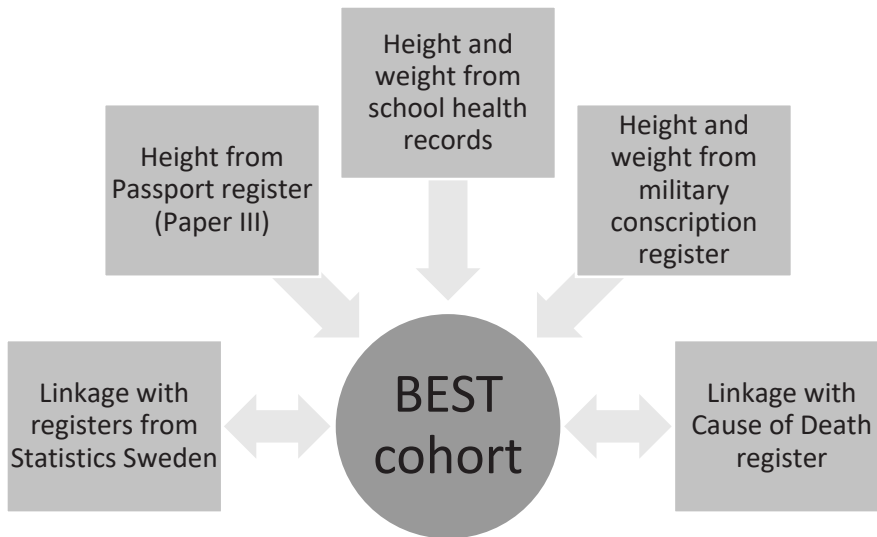 Height and
weight from
school health
records
Height from
Passport register
(Paper III)
Height and
weight from
military
conscription
register
Linkage with
registers from
Statistics Sweden
BEST
cohort
Linkage with
Cause of Death
register